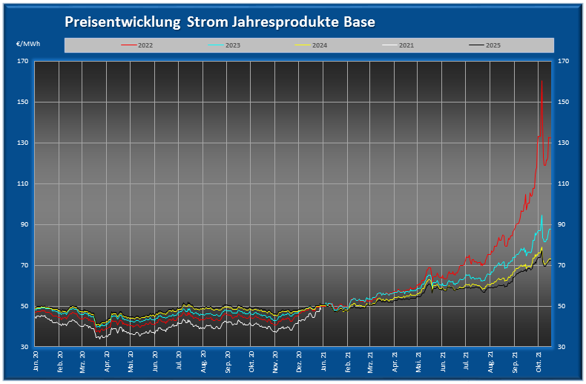 Preisentwicklung Strom Jahresprodukte Base
€/MWh
2022 2023 2024 2021 2025
170 170
150 150
130 130
110 110
90 90
70 70
50 50
30 30
Jan. 20 Feb. 20 Mrz. 20 Apr. 20 Mai. 20 Jun. 20 Jul. 20 Aug. 20 Sep. 20 Okt. 20 Nov. 20 Dez. 20 Jan. 21 Feb. 21 Mrz. 21 Apr. 21 Mai. 21 Jun. 21 Jul. 21 Aug. 21 Sep. 21 Okt. 21